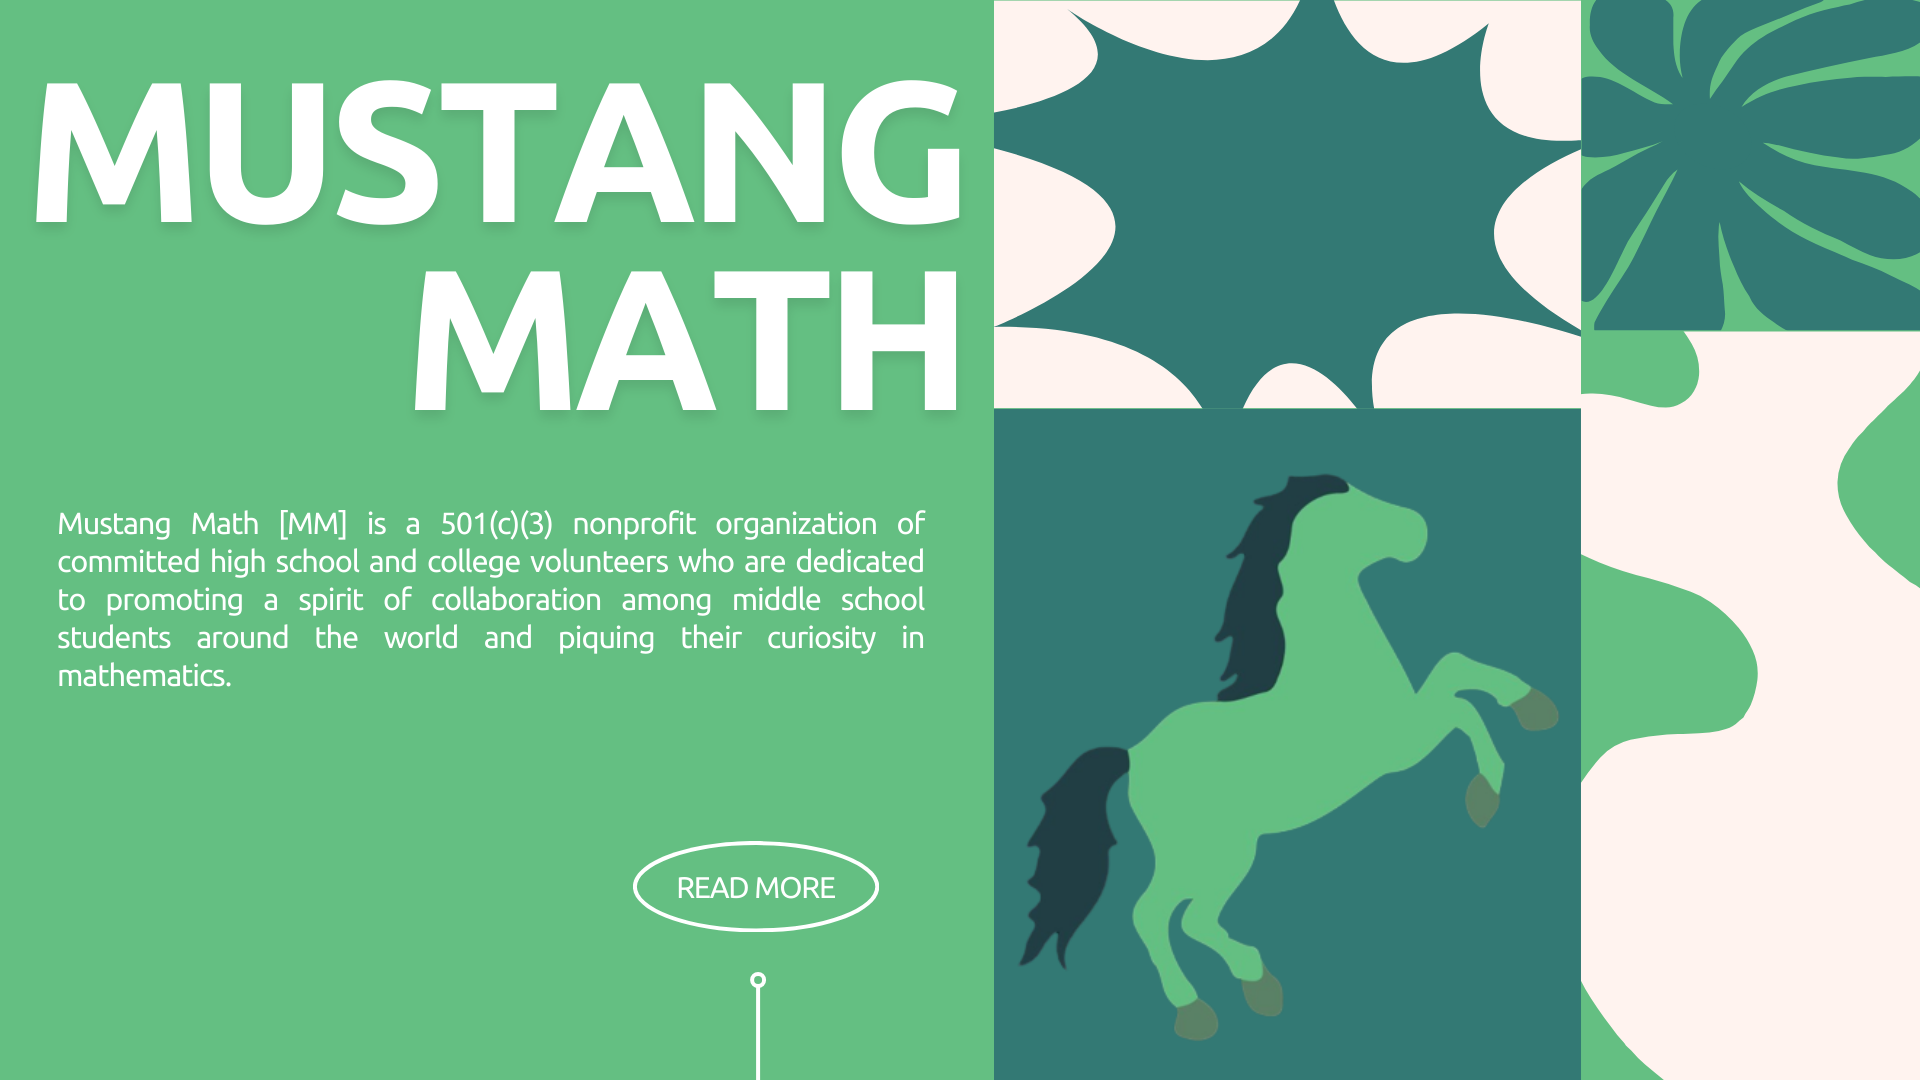 MUSTANG
MATH
Mustang Math [MM] is a 501(c)(3) nonprofit organization of
committed high school and college volunteers who are dedicated
to promoting a spirit of collaboration among middle school
students around the world and piquing their curiosity in
mathematics.
READ MORE